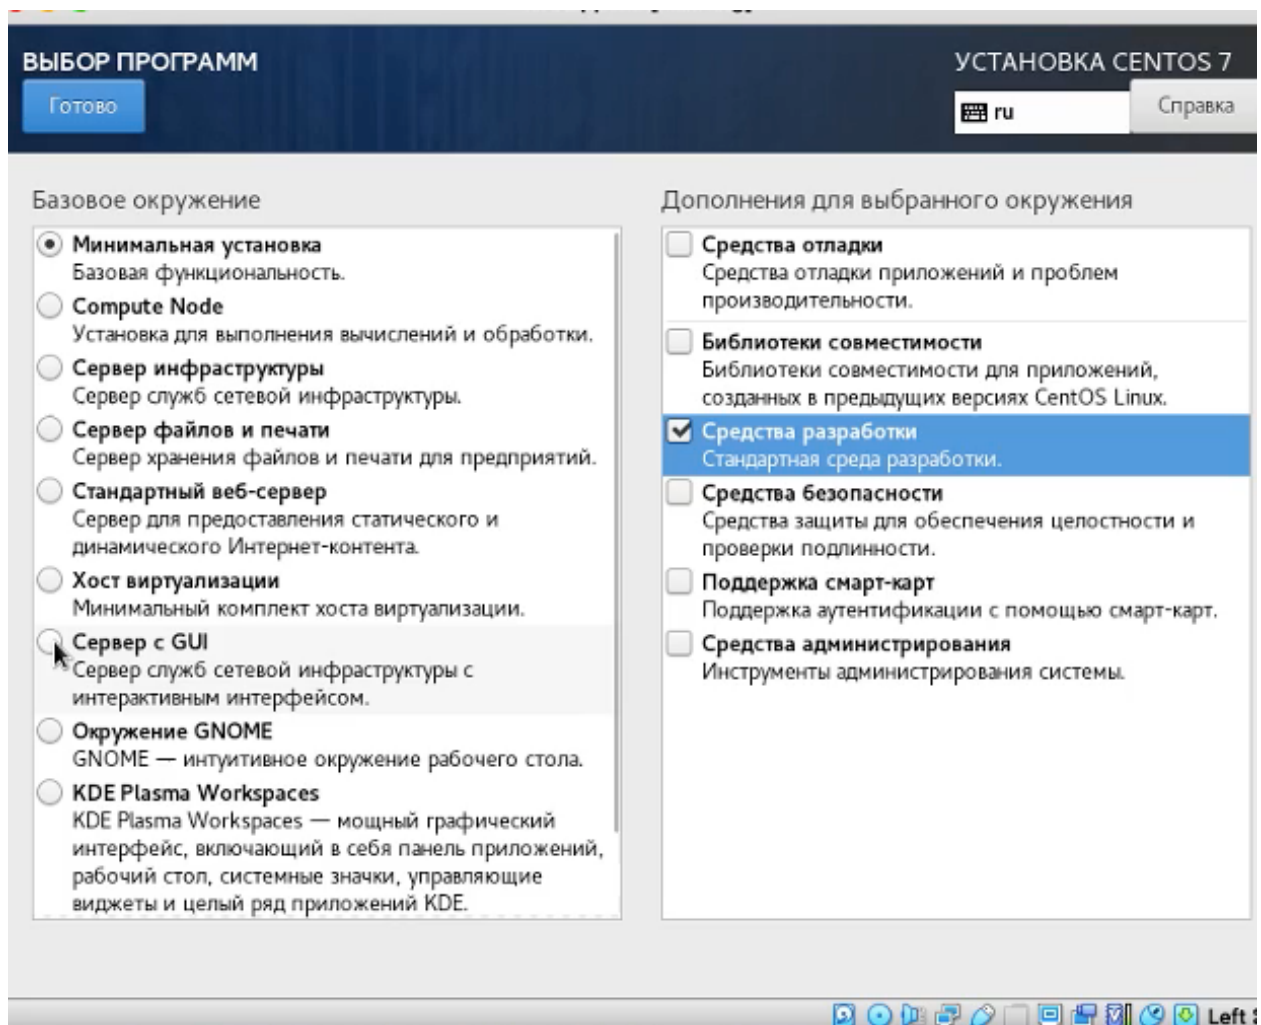 ВЫБОР ПРОГРАММ
Готово
УСТАНОВКА CENTOS 7
ru
Справка
Базовое окружение
Минимальная установка
Базовая функциональность.
Compute Node
Установка для выполнения вычислений и обработки.
Сервер инфраструктуры
Сервер служб сетевой инфраструктуры.
Сервер файлов и печати
Сервер хранения файлов и печати для предприятий.
Стандартный веб-сервер
Сервер для предоставления статического и
динамического Интернет-контента.
Хост виртуализации
Минимальный комплект хоста виртуализации.
Сервер с GUI
Сервер служб сетевой инфраструктуры с
интерактивным интерфейсом.
Окружение GNOME
GNOME — интуитивное окружение рабочего стола.
KDE Plasma Workspaces
KDE Plasma Workspaces — мощный графический
интерфейс, включающий в себя панель приложений,
рабочий стол, системные значки, управляющие
виджеты и целый ряд приложений KDE.
Дополнения для выбранного окружения
Средства отладки
Средства отладки приложений и проблем
производительности.
Библиотеки совместимости
Библиотеки совместимости для приложений,
созданных в предыдущих версиях CentOS Linux.
Средства разработки
Стандартная среда разработки.
Средства безопасности
Средства защиты для обеспечения целостности и
проверки подлинности.
Поддержка смарт-карт
Поддержка аутентификации с помощью смарт-карт.
Средства администрирования
Инструменты администрирования системы.
Left